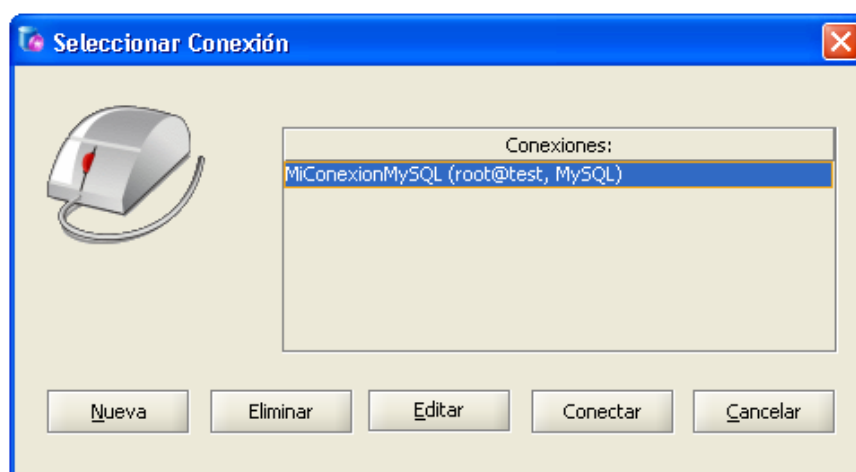 Seleccionar Conexión
Conexiones:
MiConexionMySQL (root@test, MySQL)
Nueva Eliminar Editar Conectar Cancelar